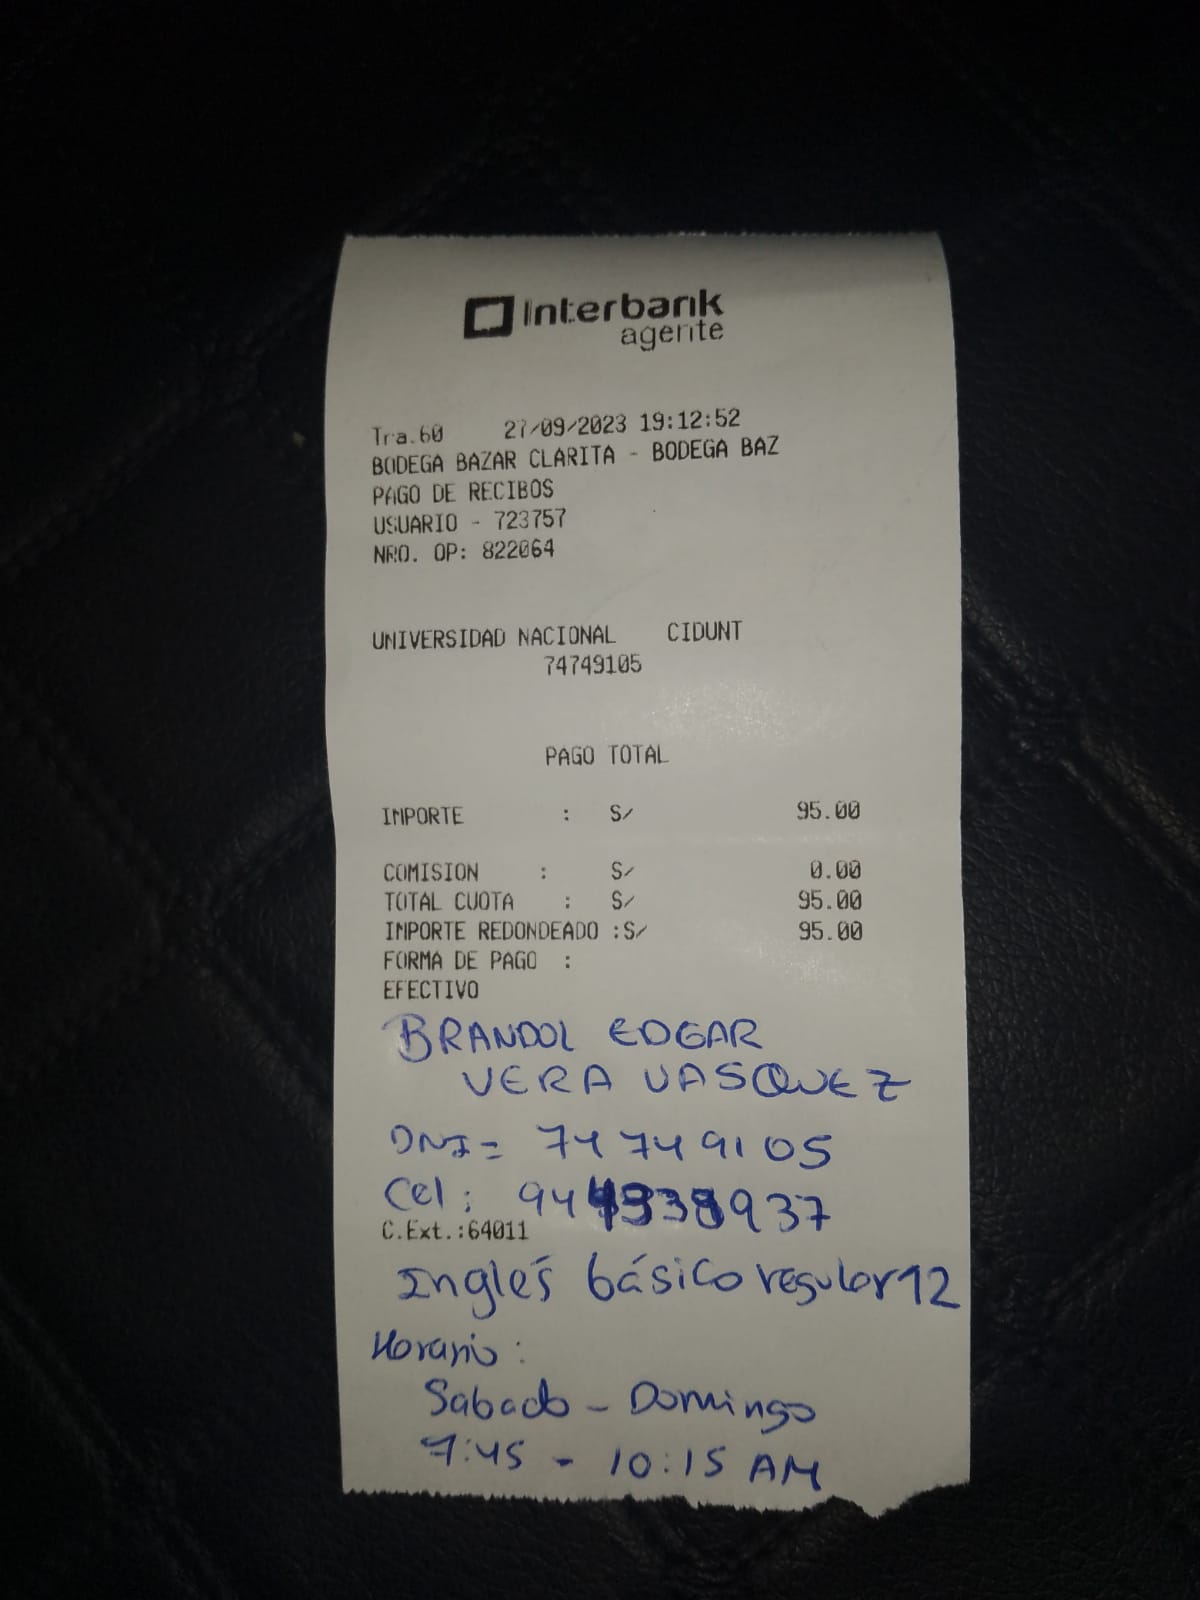 Interbank
agente
Tra.60 27/09/2023 19:12:52
BODEGA BAZAR CLARITA - BODEGA BAZ
PAGO DE RECIBOS
USUARIO - 723757
NRO. OP: 822064
UNIVERSIDAD NACIONAL CIDUNT
74749105
PAGO TOTAL
IMPORTE : S/ 95.00
COMISION : S/ 0.00
TOTAL CUOTA : S/ 95.00
IMPORTE REDONDEADO :S/ 95.00
FORMA DE PAGO :
EFECTIVO
BRANDOL EDGAR
VERA VASQUEZ
DNI = 74749105
Cel :
C.Ext.:64011
Inglés básico regular 12
Horario :
Sabado - Domingo
7:45 - 10:15 AM